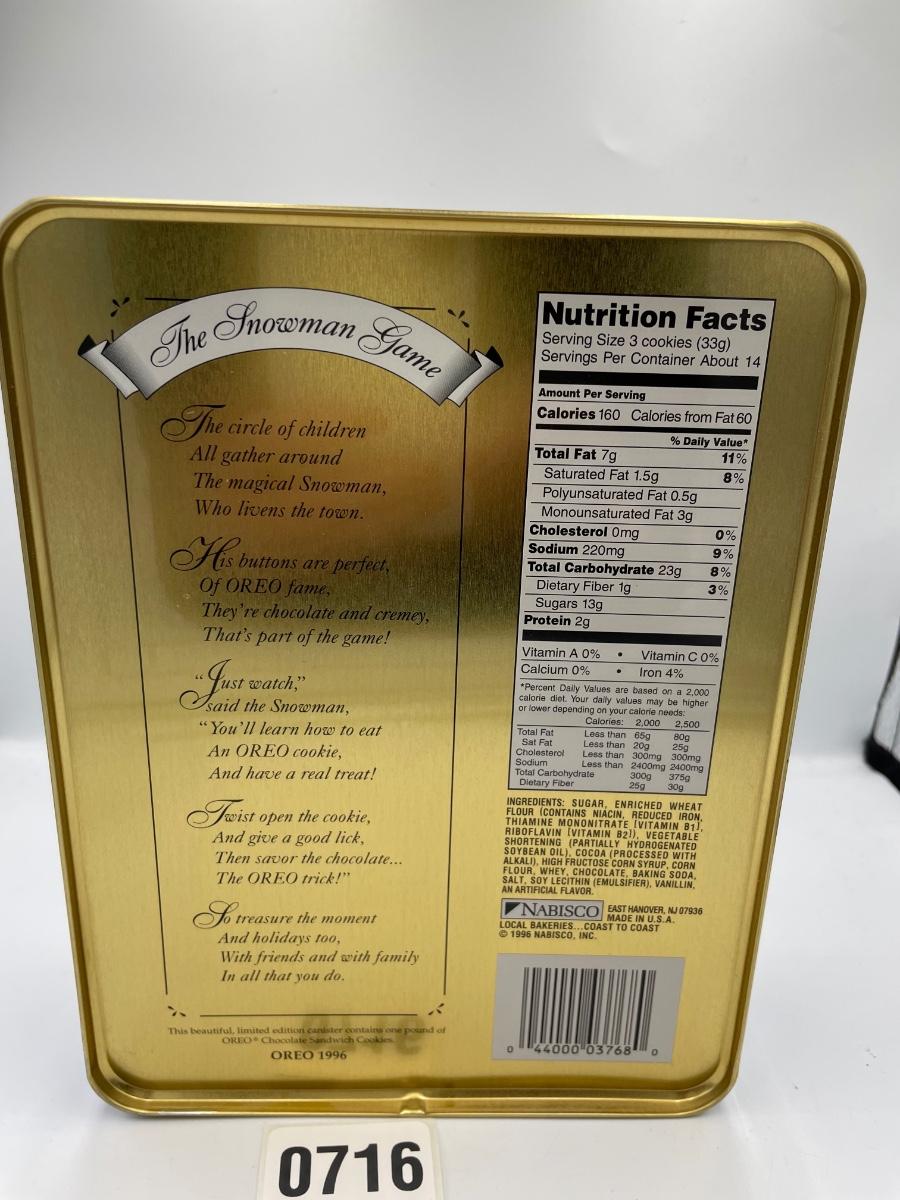 The Snowman Game
The circle of children
All gather around
The magical Snowman,
Who livens the town.
His buttons are perfect,
Of OREO fame,
They're chocolate and cremey,
That's part of the game!
"Just watch,"
said the Snowman,
"You'll learn how to eat
An OREO cookie,
And have a real treat!
Twist open the cookie,
And give a good lick,
Then savor the chocolate...
The OREO trick!"
So treasure the moment
And holidays too,
With friends and with family
In all that you do.
This beautiful, limited edition canister contains one pound of
OREO® Chocolate Sandwich Cookies.
OREO 1996
Nutrition Facts
Serving Size 3 cookies (33g)
Servings Per Container About 14
Amount Per Serving
Calories 160 Calories from Fat 60
% Daily Value*
Total Fat 7g 11%
Saturated Fat 1.5g 8%
Polyunsaturated Fat 0.5g
Monounsaturated Fat 3g
Cholesterol 0mg 0%
Sodium 220mg 9%
Total Carbohydrate 23g 8%
Dietary Fiber 1g 3%
Sugars 13g
Protein 2g
Vitamin A 0% • Vitamin C 0%
Calcium 0% • Iron 4%
*Percent Daily Values are based on a 2,000
calorie diet. Your daily values may be higher
or lower depending on your calorie needs:
Calories: 2,000 2,500
Total Fat Less than 65g 80g
Sat Fat Less than 20g 25g
Cholesterol Less than 300mg 300mg
Sodium Less than 2400mg 2400mg
Total Carbohydrate 300g 375g
Dietary Fiber 25g 30g
INGREDIENTS: SUGAR, ENRICHED WHEAT
FLOUR (CONTAINS NIACIN, REDUCED IRON,
THIAMINE MONONITRATE [VITAMIN B1],
RIBOFLAVIN [VITAMIN B2]), VEGETABLE
SHORTENING (PARTIALLY HYDROGENATED
SOYBEAN OIL), COCOA (PROCESSED WITH
ALKALI), HIGH FRUCTOSE CORN SYRUP, CORN
FLOUR, WHEY, CHOCOLATE, BAKING SODA,
SALT, SOY LECITHIN (EMULSIFIER), VANILLIN,
AN ARTIFICIAL FLAVOR.
NABISCO EAST HANOVER, NJ 07936
MADE IN U.S.A.
LOCAL BAKERIES...COAST TO COAST
© 1996 NABISCO, INC.
0 44000 03768 0
0716